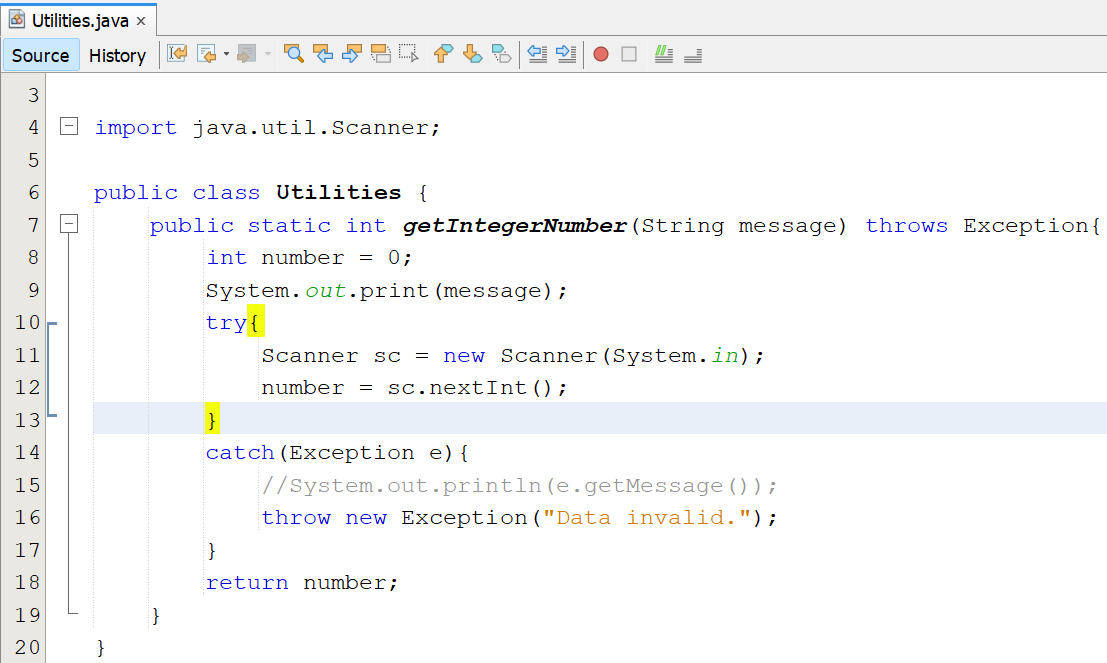 Utilities.java ×
Source History
3
4 import java.util.Scanner;
5
6 public class Utilities {
7     public static int getIntegerNumber(String message) throws Exception{
8         int number = 0;
9         System.out.print(message);
10         try{
11             Scanner sc = new Scanner(System.in);
12             number = sc.nextInt();
13         }
14         catch(Exception e){
15             //System.out.println(e.getMessage());
16             throw new Exception("Data invalid.");
17         }
18         return number;
19     }
20 }